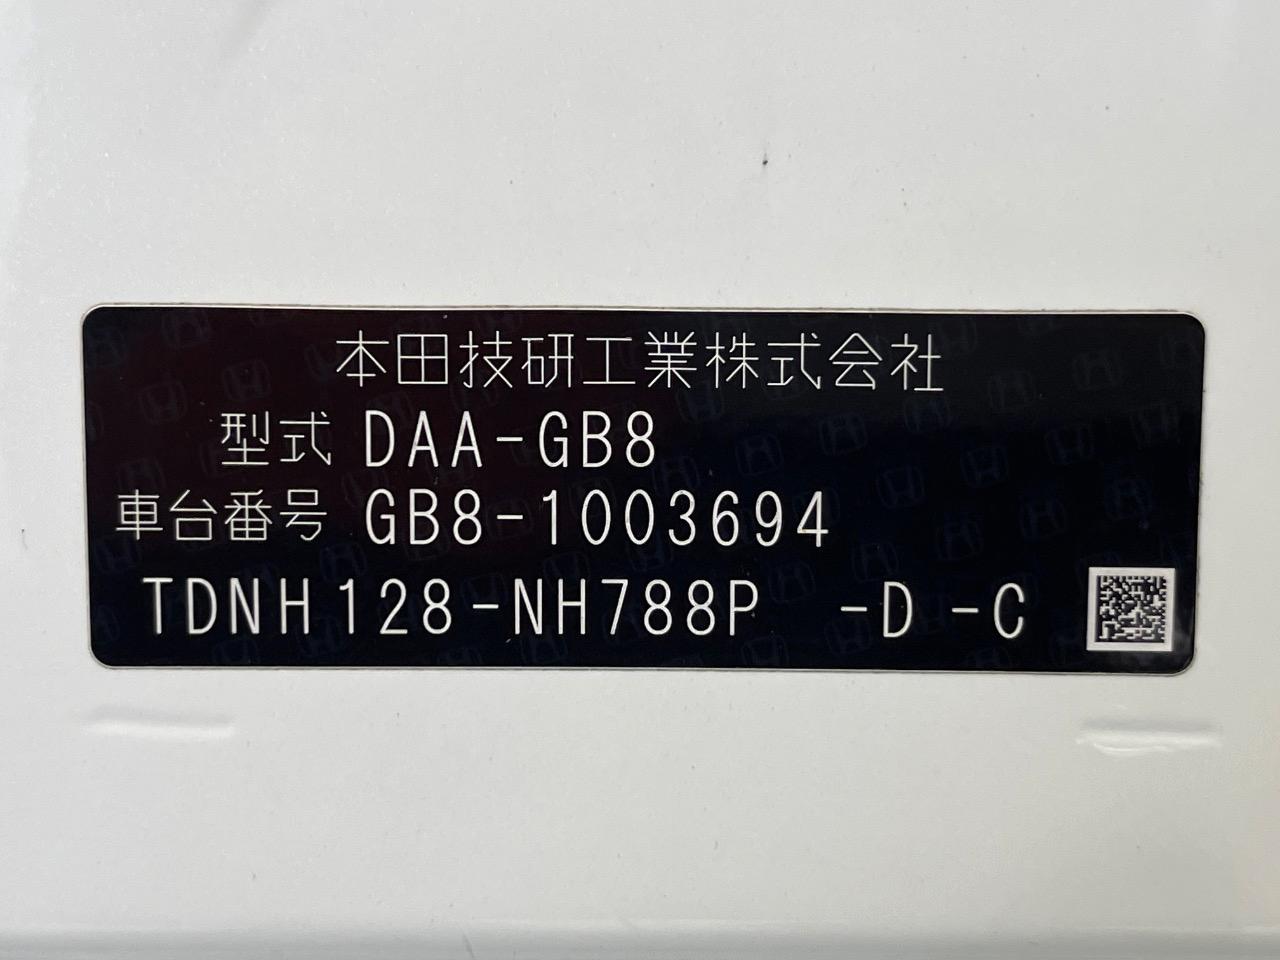 本田技研工業株式会社
型式 DAA-GB8
車台番号 GB8-1003694
TDNH128-NH788P -D -C